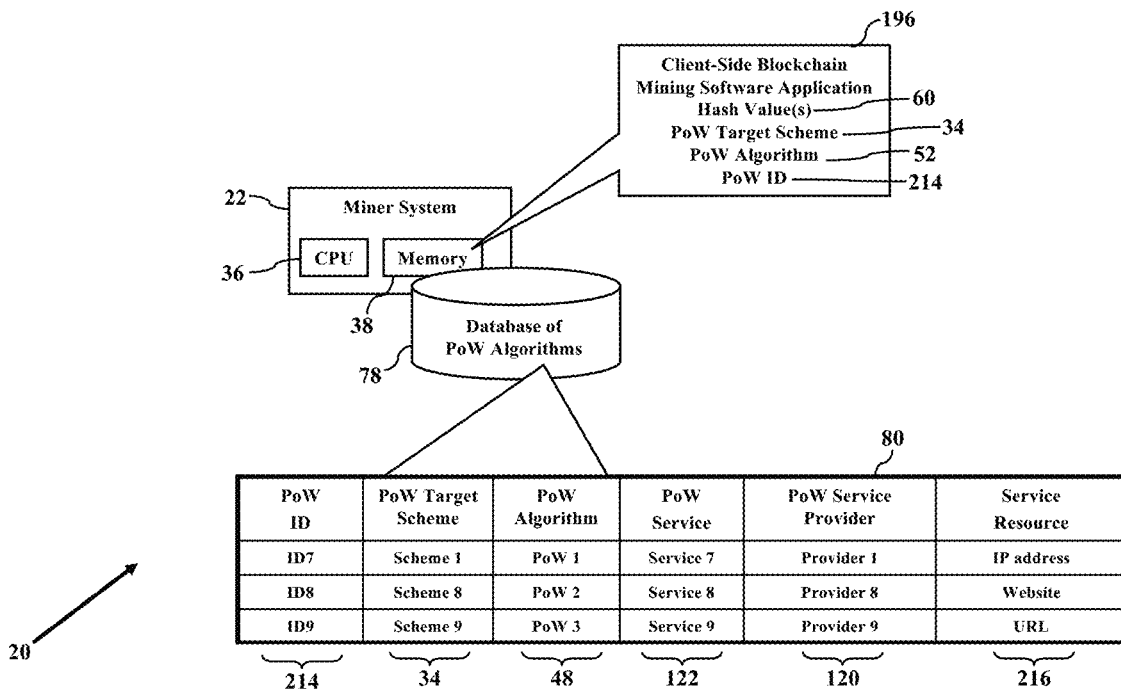 196
Client-Side Blockchain
Mining Software Application
Hash Value(s) 60
PoW Target Scheme 34
PoW Algorithm 52
PoW ID 214
22
Miner System
CPU
Memory
36
38
Database of
PoW Algorithms
78
80
PoW ID PoW Target Scheme PoW Algorithm PoW Service PoW Service Provider Service Resource
ID7 Scheme 1 PoW 1 Service 7 Provider 1 IP address
ID8 Scheme 8 PoW 2 Service 8 Provider 8 Website
ID9 Scheme 9 PoW 3 Service 9 Provider 9 URL
20
214 34 48 122 120 216